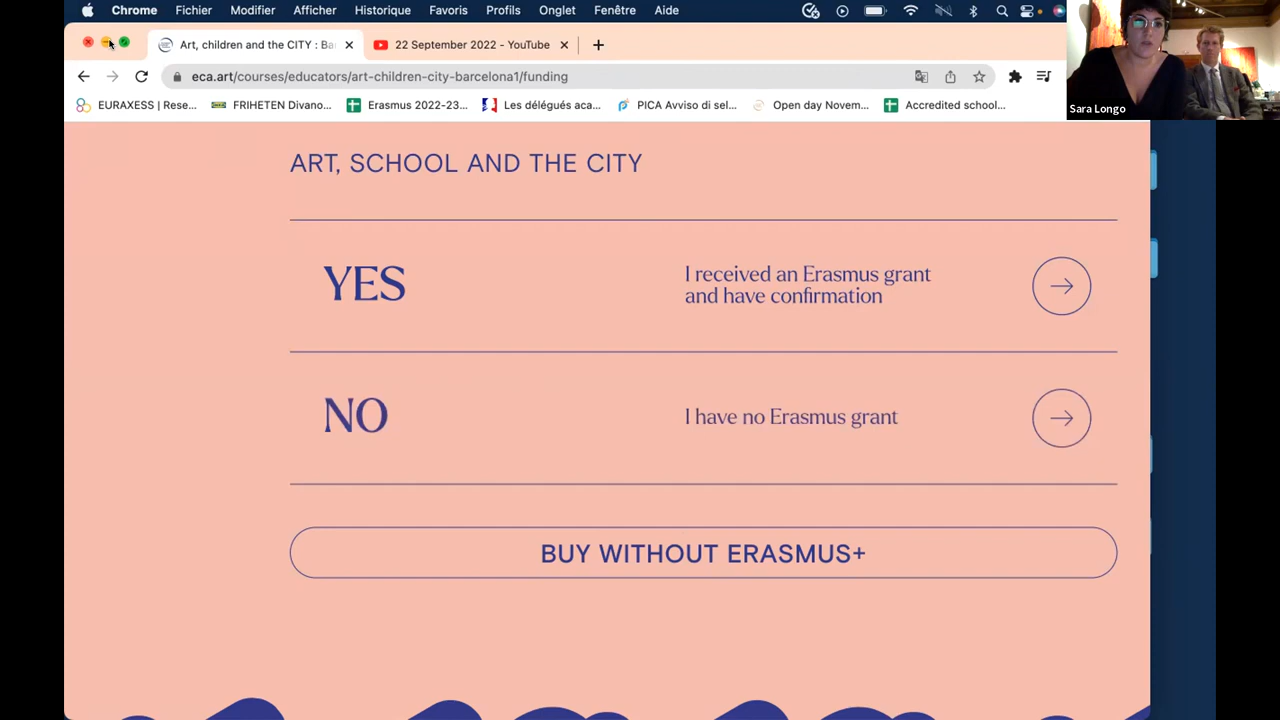 Chrome Fichier Modifier Afficher Historique Favoris Profils Onglet Fenêtre Aide
Art, children and the CITY : Ba
22 September 2022 - YouTube
eca.art/courses/educators/art-children-city-barcelona1/funding
EURAXESS | Rese... FRIHETEN Divano... Erasmus 2022-23... Les délégués aca... PICA Avviso di sel... Open day Novem... Accredited school...
Sara Longo
ART, SCHOOL AND THE CITY
YES
I received an Erasmus grant
and have confirmation
NO
I have no Erasmus grant
BUY WITHOUT ERASMUS+